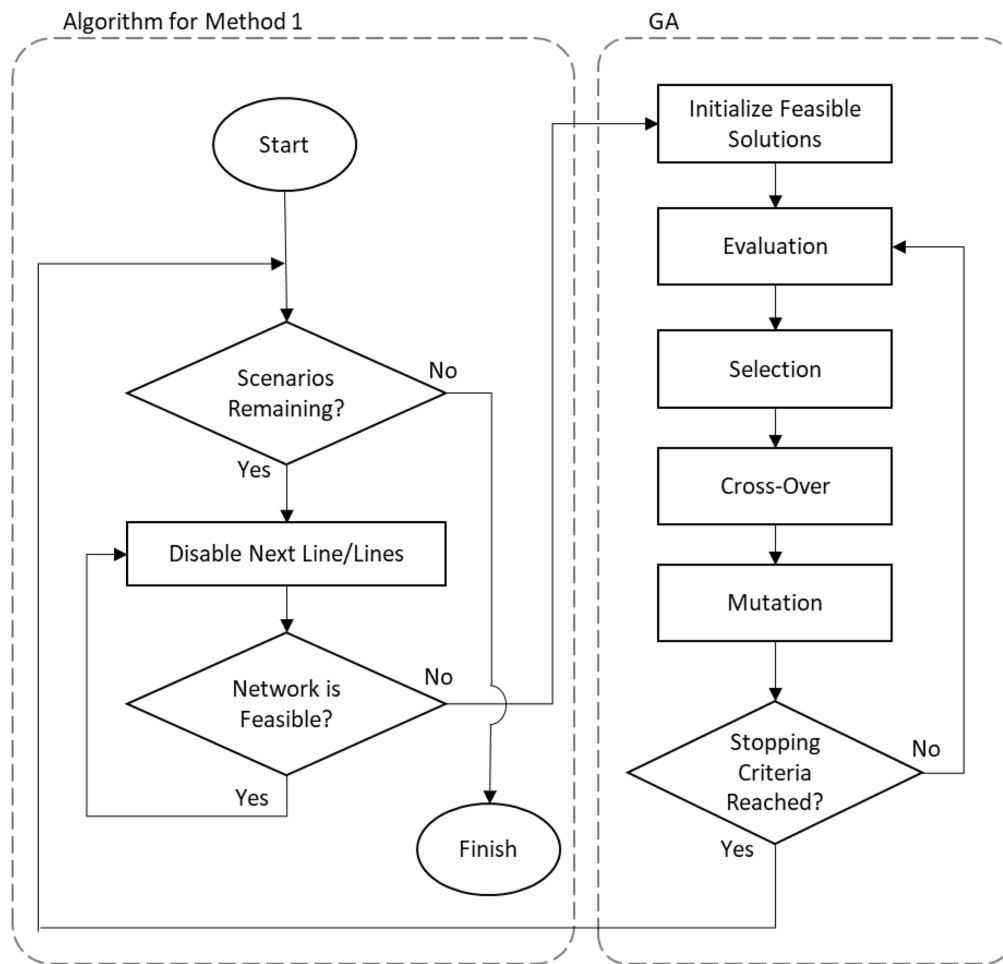 Algorithm for Method 1
Start
Scenarios
Remaining?
No
Yes
Disable Next Line/Lines
Network is
Feasible?
No
Yes
Finish
GA
Initialize Feasible
Solutions
Evaluation
Selection
Cross-Over
Mutation
Stopping
Criteria
Reached?
No
Yes